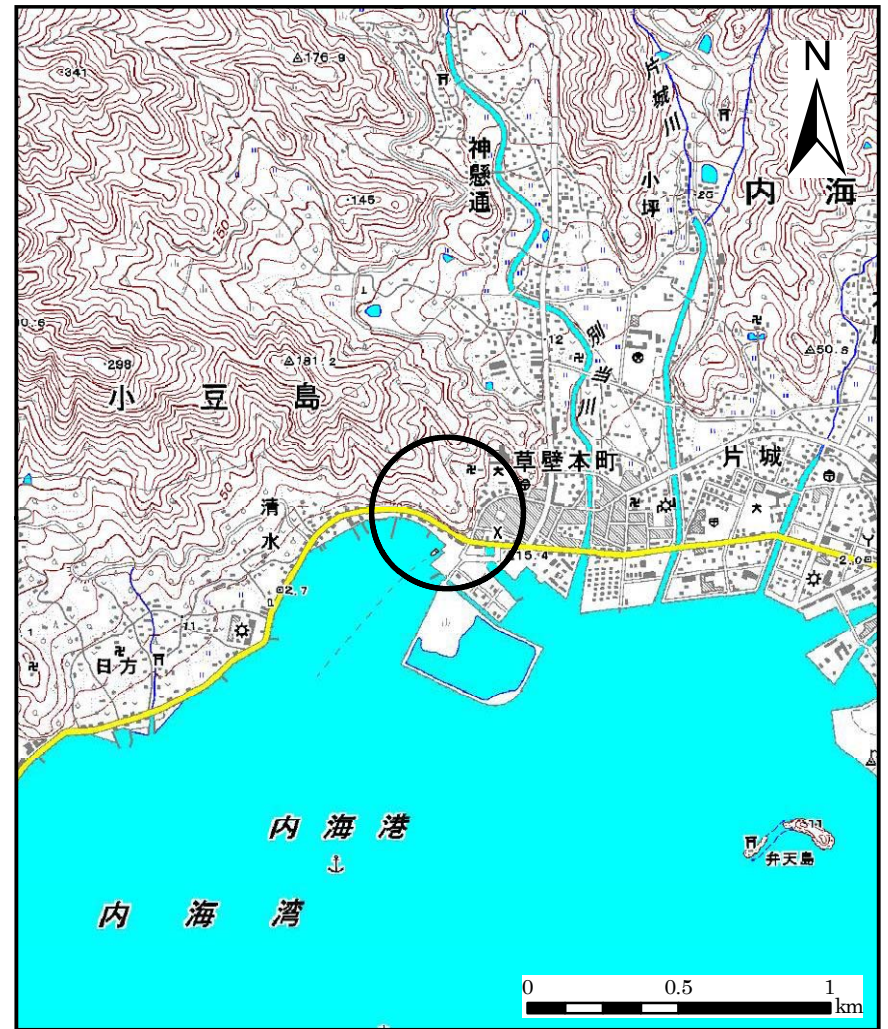 N
176.9
341
片城川
神懸通
小坪
内海
145
150
12
別当川
50.8
298
181.2
小豆島
草壁本町
片城
50
清水
15.4
2.0
2.7
11
日方
内海港
弁天島
内海湾
0 0.5 1
km